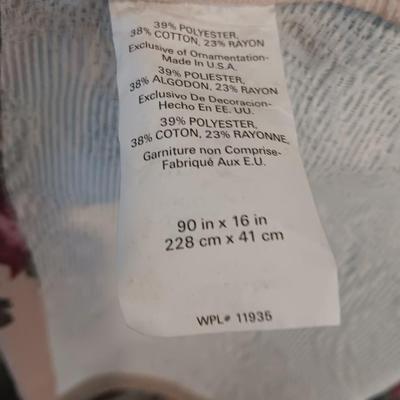 39% POLYESTER,
38% COTTON, 23% RAYON
Exclusive of Ornamentation-
Made In U.S.A.
39% POLIESTER,
38% ALGODON, 23% RAYON
Exclusivo De Decoracion-
Hecho En EE. UU.
39% POLYESTER,
38% COTON, 23% RAYONNE,
Garniture non Comprise-
Fabriqué Aux E.U.
90 in x 16 in
228 cm x 41 cm
WPL# 11935